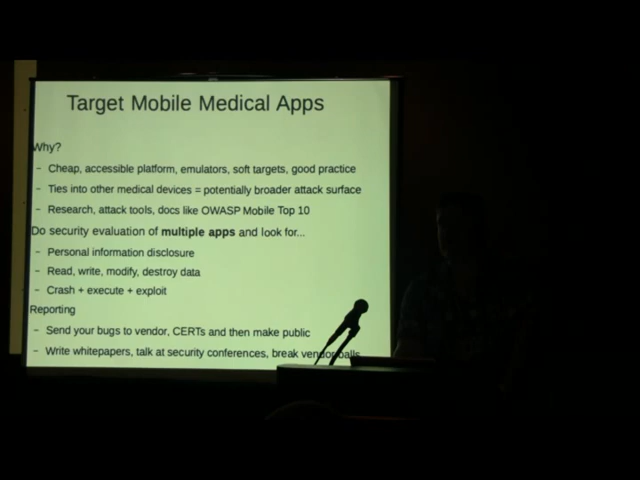 Target Mobile Medical Apps
Why?
– Cheap, accessible platform, emulators, soft targets, good practice
– Ties into other medical devices = potentially broader attack surface
– Research, attack tools, docs like OWASP Mobile Top 10
Do security evaluation of multiple apps and look for...
– Personal information disclosure
– Read, write, modify, destroy data
– Crash + execute + exploit
Reporting
– Send your bugs to vendor, CERTs and then make public
– Write whitepapers, talk at security conferences, break vendor balls